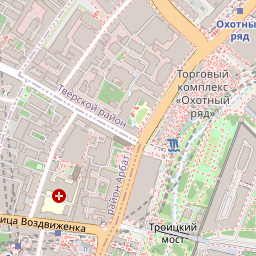 Охотный
ряд
Тверской район
Торговый
комплекс
«Охотный
ряд»
район Арбат
ица Воздвиженка
Троицкий
мост